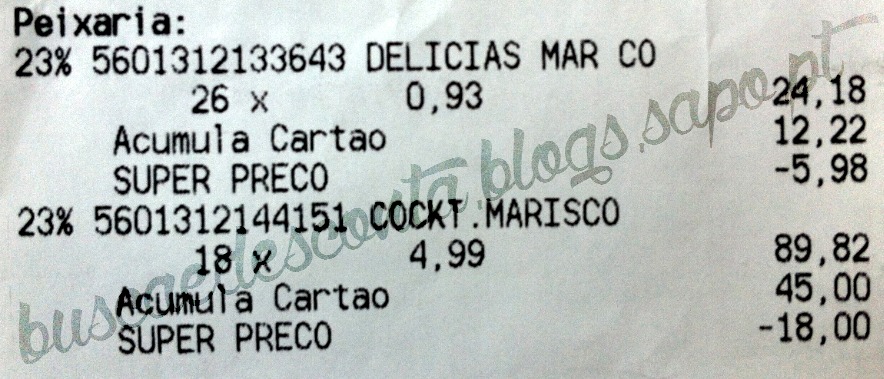 Peixaria:
23% 5601312133643 DELICIAS MAR CO
26 x 0,93 24,18
Acumula Cartao 12,22
SUPER PRECO -5,98
23% 5601312144151 COCKT.MARISCO
18 x 4,99 89,82
Acumula Cartao 45,00
SUPER PRECO -18,00
buscaedesconta.blogs.sapo.pt